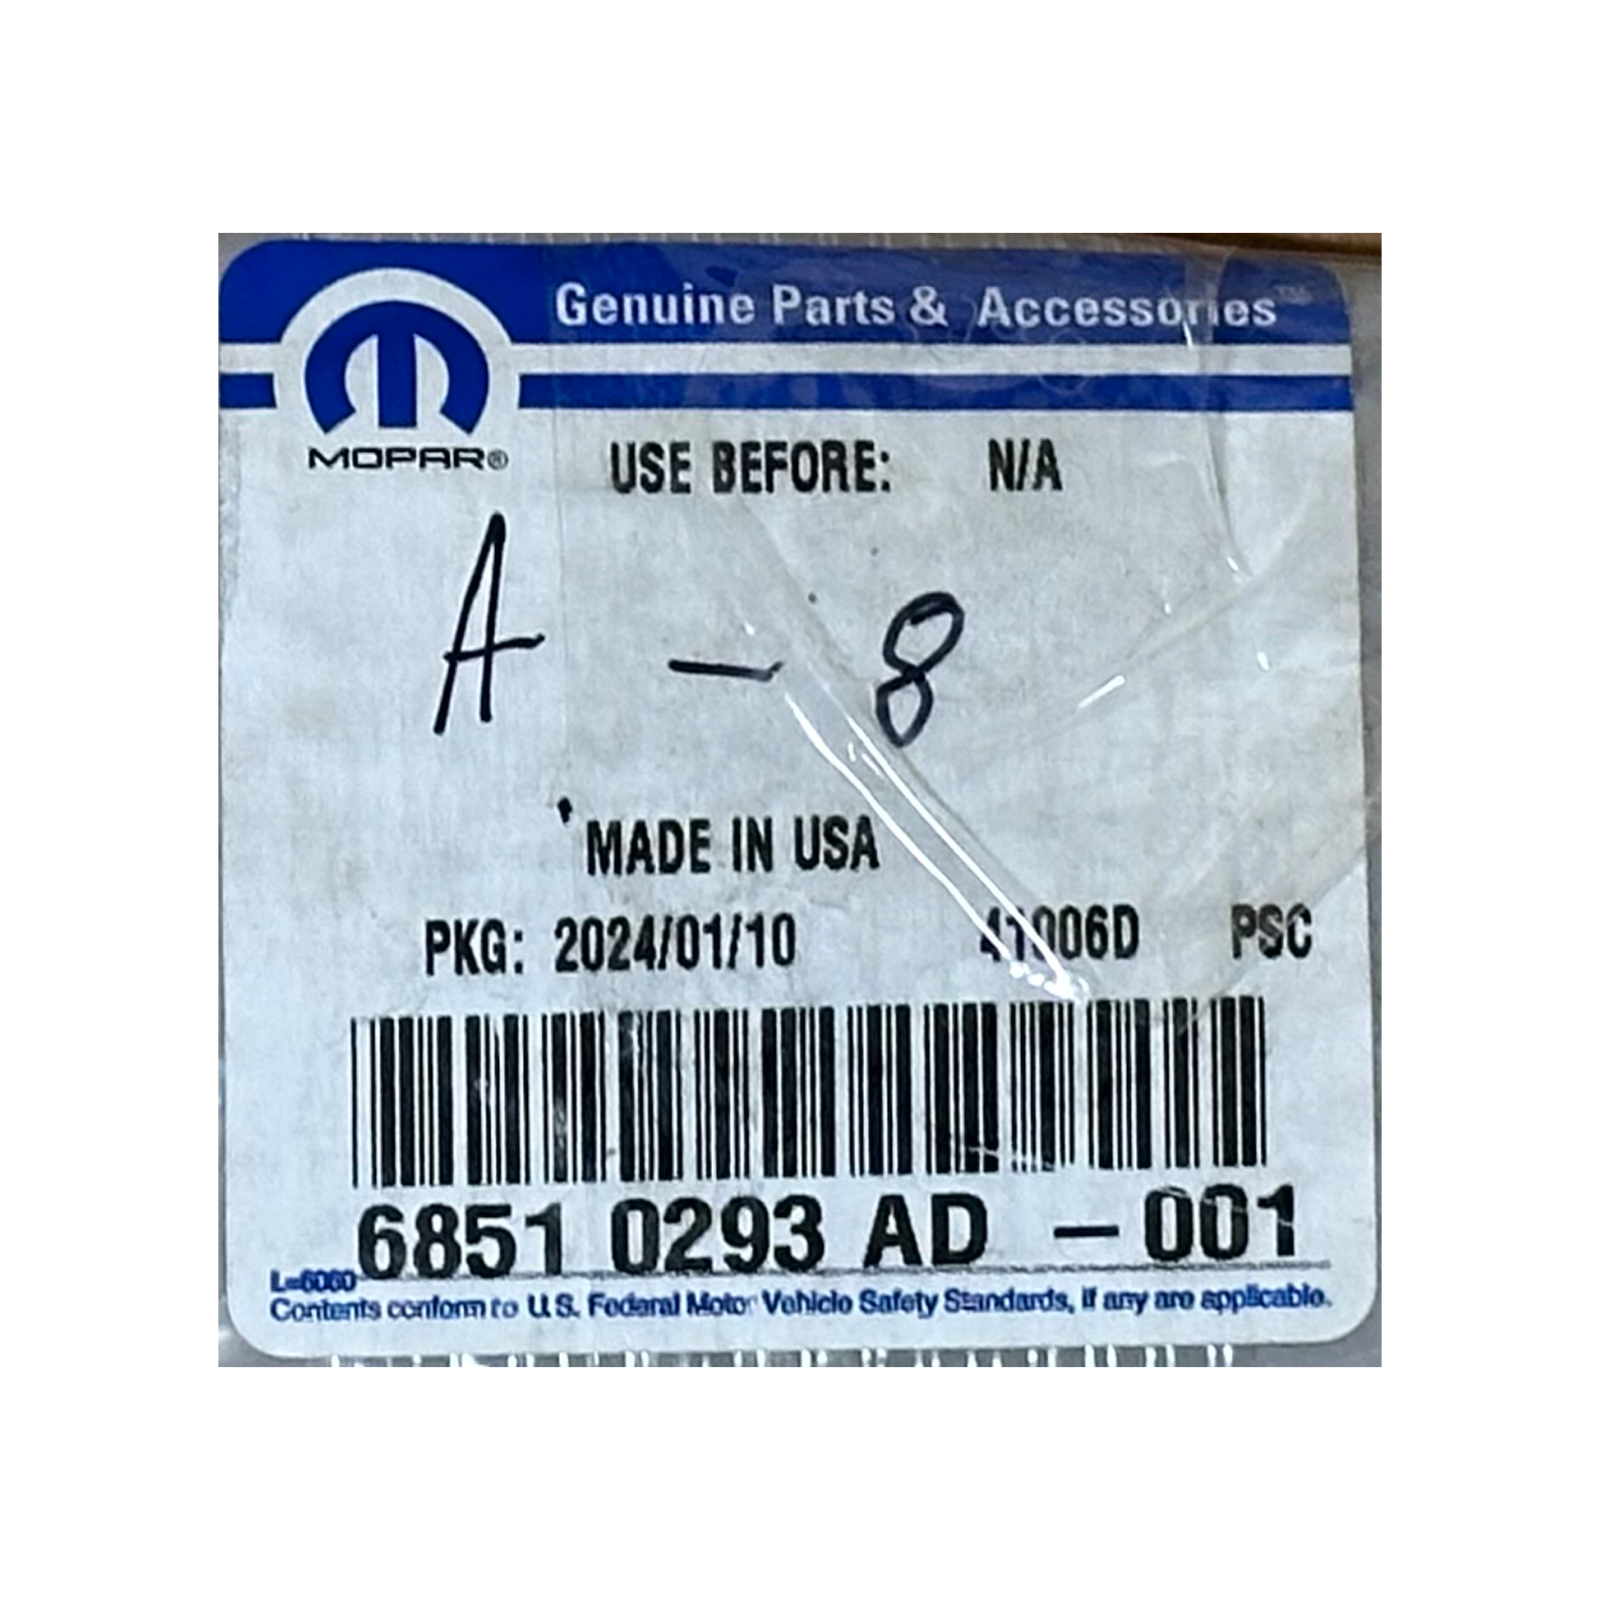 Genuine Parts & Accessories™
MOPAR®
USE BEFORE: N/A
A - 8
MADE IN USA
PKG: 2024/01/10 41006D PSC
6851 0293 AD - 001
L=6060
Contents conform to U.S. Federal Motor Vehicle Safety Standards, if any are applicable.